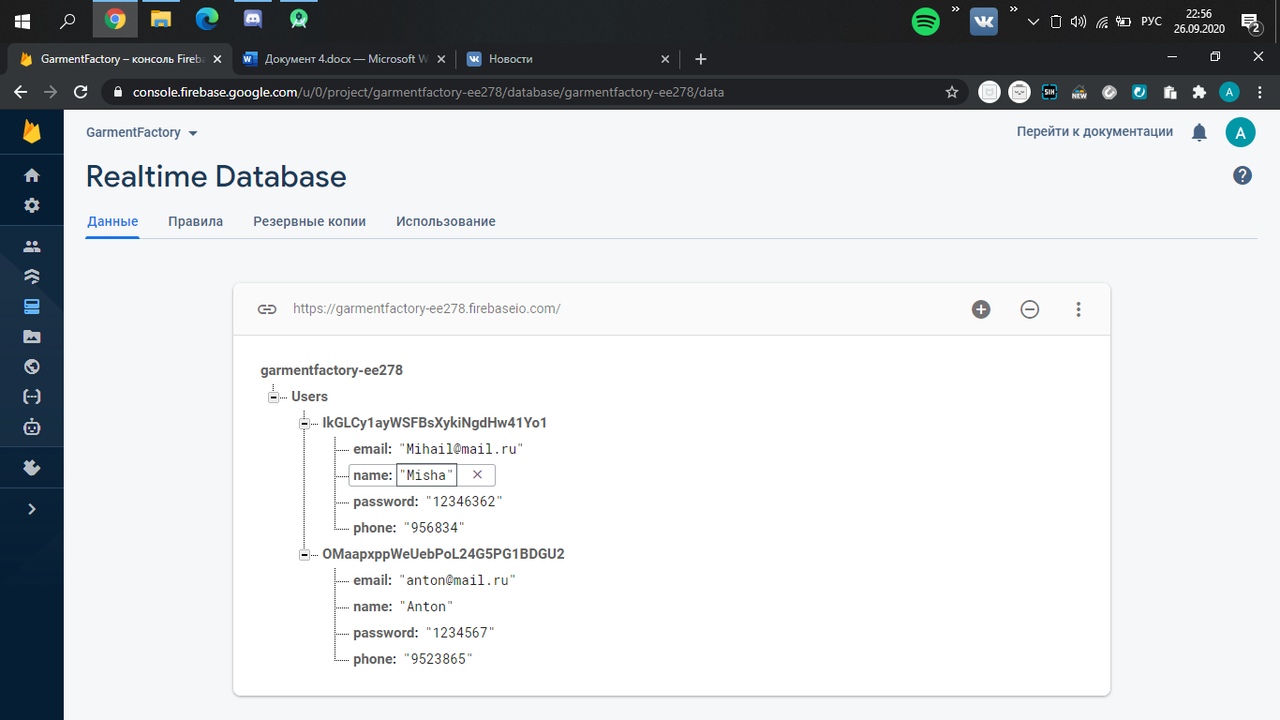 РУС
22:56
26.09.2020
2
GarmentFactory – консоль Fireba
Документ 4.docx — Microsoft W
Новости
console.firebase.google.com/u/0/project/garmentfactory-ee278/database/garmentfactory-ee278/data
SIH
NEW
A
GarmentFactory
Перейти к документации
A
Realtime Database
Данные
Правила
Резервные копии
Использование
https://garmentfactory-ee278.firebaseio.com/
garmentfactory-ee278
Users
IkGLCy1ayWSFBsXykiNgdHw41Yo1
email: "Mihail@mail.ru"
name: "Misha"
password: "12346362"
phone: "956834"
OMaapxppWeUebPoL24G5PG1BDGU2
email: "anton@mail.ru"
name: "Anton"
password: "1234567"
phone: "9523865"